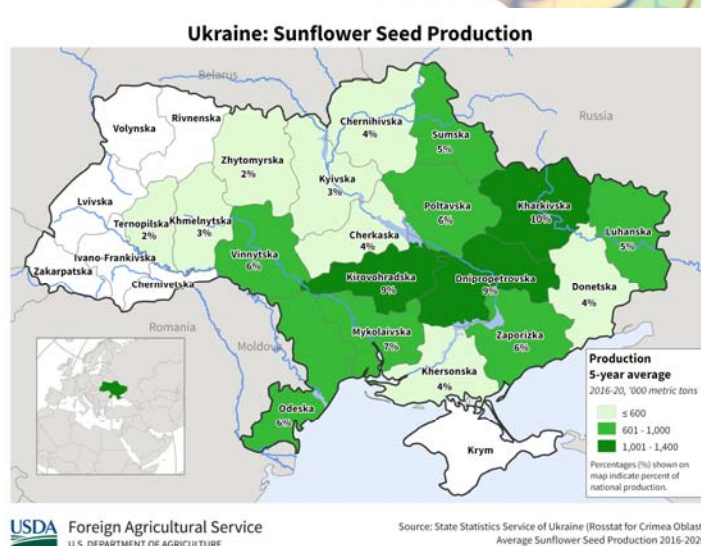 Ukraine: Sunflower Seed Production
Belarus
Russia
Volynska
Rivnenska
Chernihivska
4%
Sumska
5%
Zhytomyrska
2%
Kyivska
3%
Lvivska
Ternopilska
2%
Khmelnytska
3%
Poltavska
6%
Kharkivska
10%
Luhanska
5%
Cherkaska
4%
Vinnytska
6%
Ivano-Frankivska
Zakarpatska
Chernivetska
Kirovohradska
9%
Dnipropetrovska
9%
Donetska
4%
Romania
Moldova
Mykolaivska
7%
Zaporizka
6%
Khersonska
4%
Odeska
6%
Krym
Production
5-year average
2016-20, '000 metric tons
≤ 600
601 - 1,000
1,001 - 1,400
Percentages (%) shown on
map indicate percent of
national production.
USDA
Foreign Agricultural Service
U.S. DEPARTMENT OF AGRICULTURE
Source: State Statistics Service of Ukraine (Rosstat for Crimea Oblast
Average Sunflower Seed Production 2016-2020